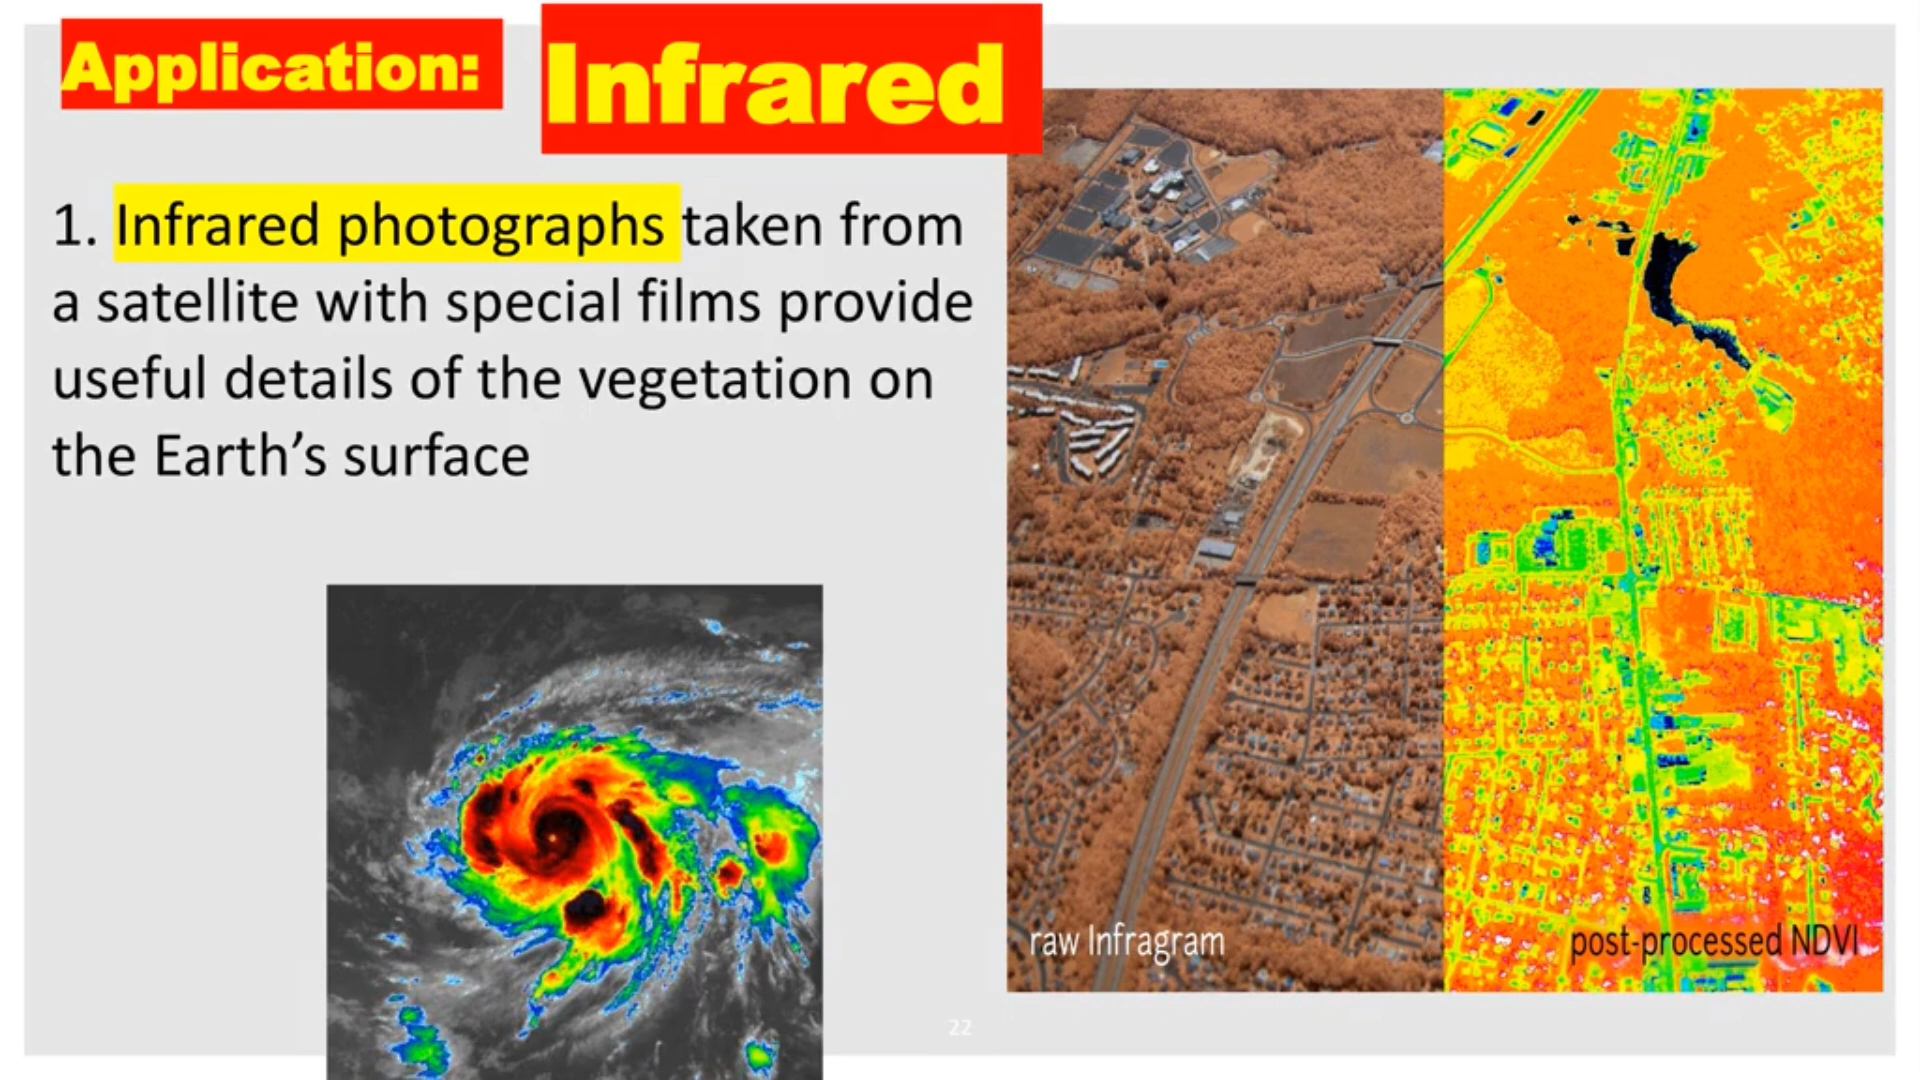 Application:
Infrared
1. Infrared photographs taken from
a satellite with special films provide
useful details of the vegetation on
the Earth’s surface
raw Infragram
post-processed NDVI
22